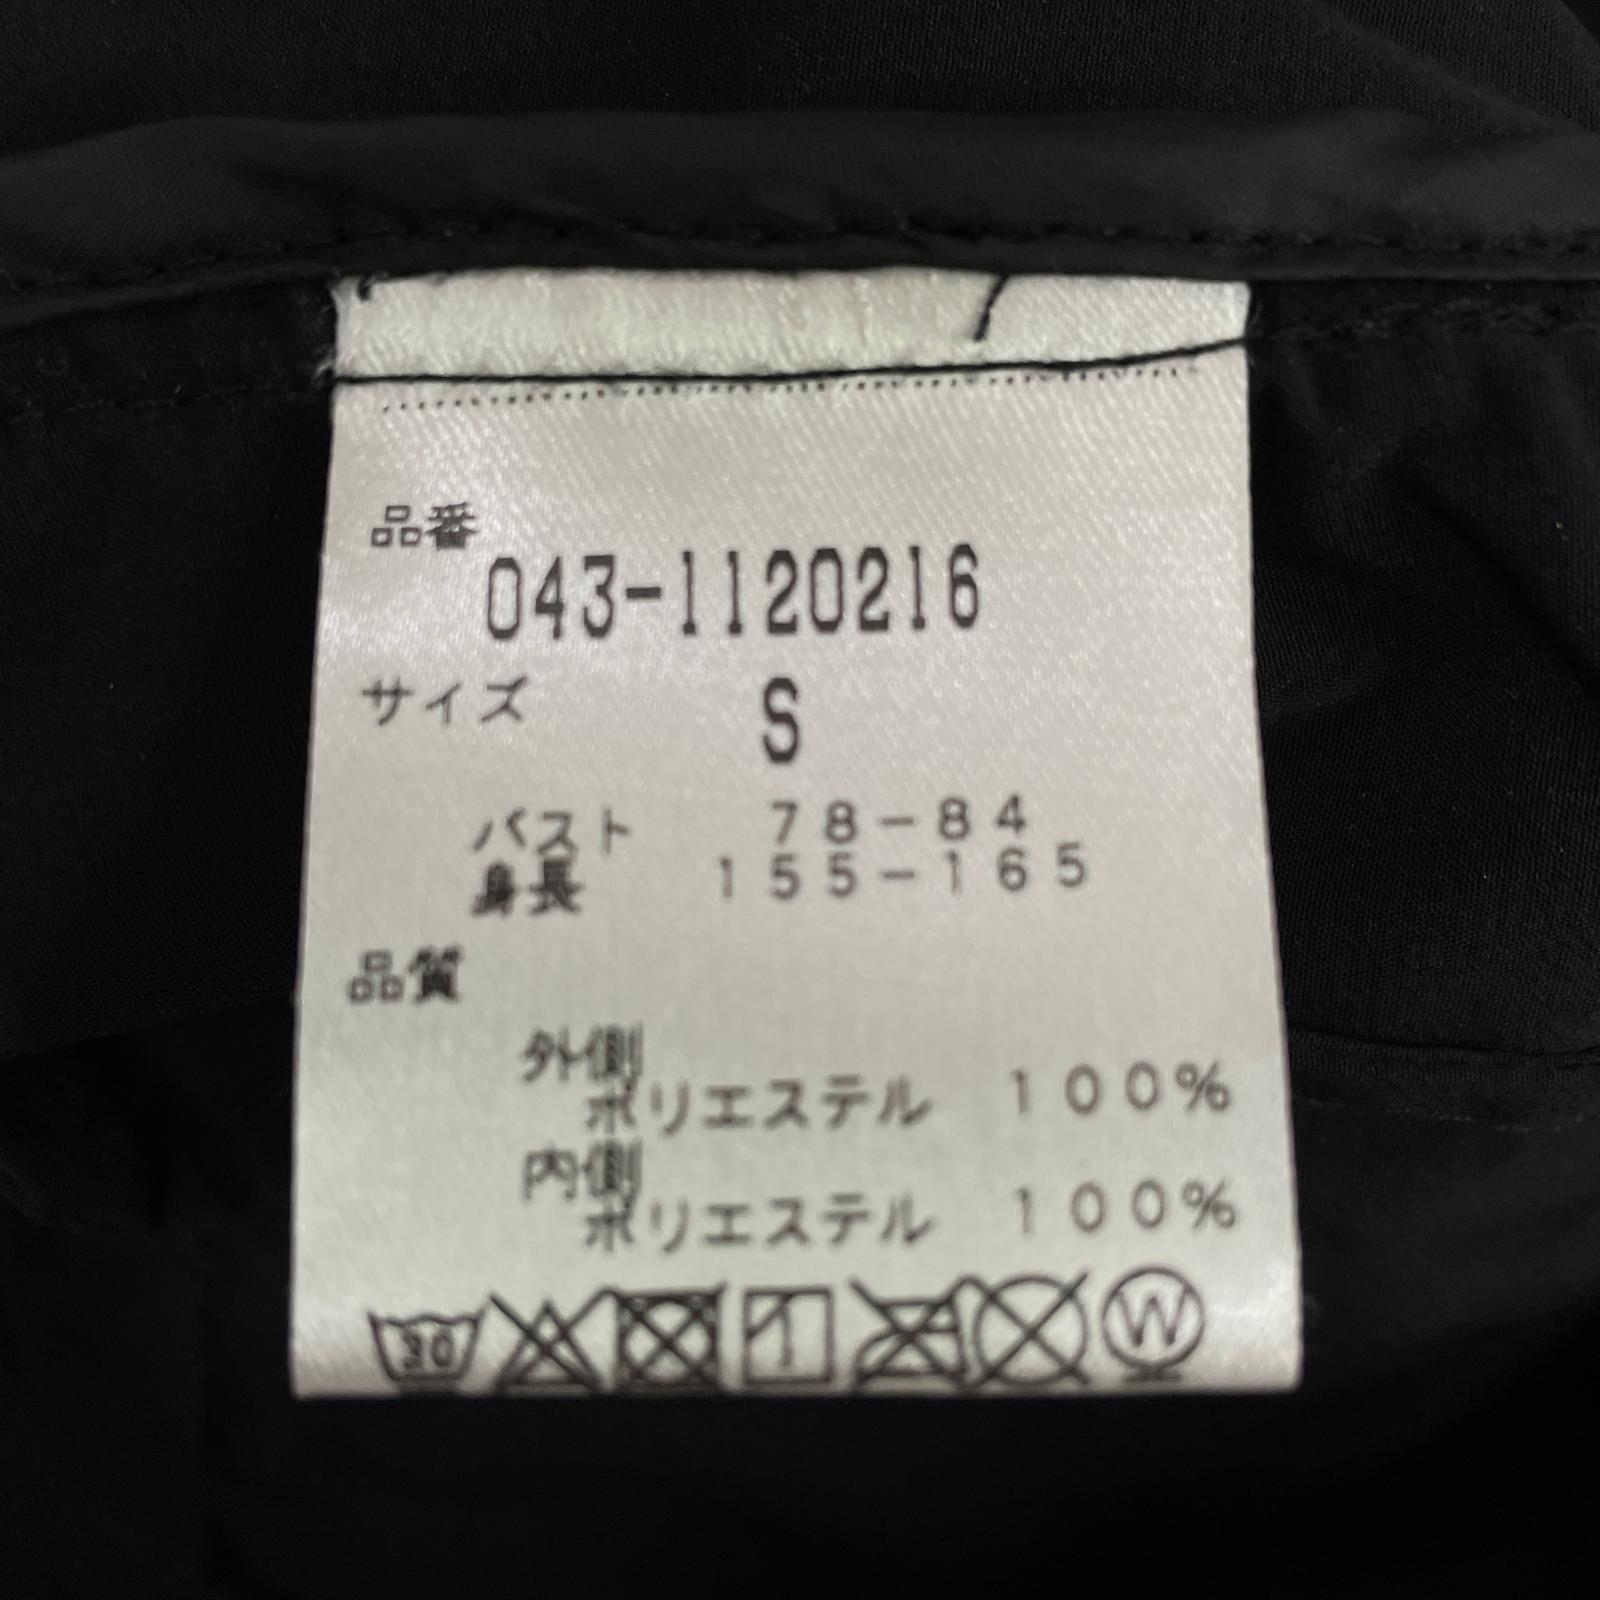 品番
043-1120216
サイズ S
バスト 78-84
身長 155-165
品質
外側
ポリエステル 100%
内側
ポリエステル 100%
30 1 W